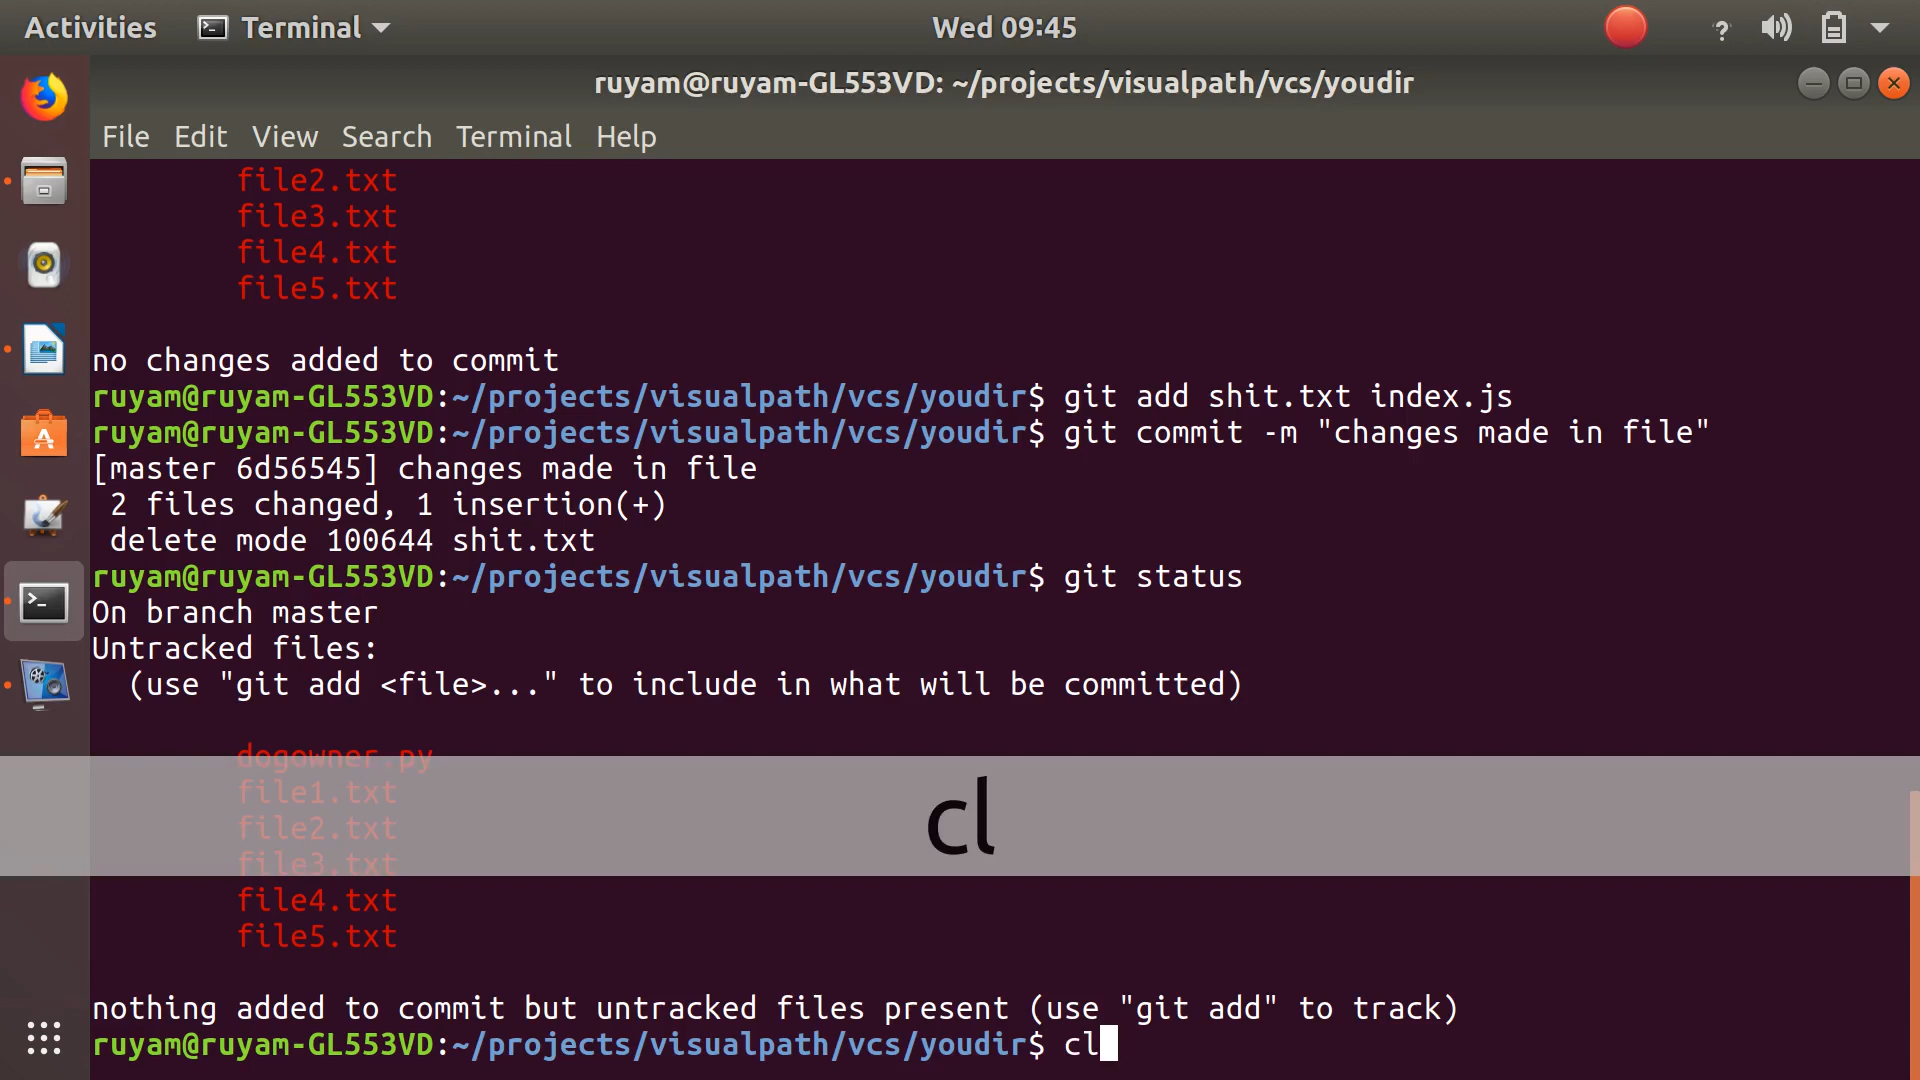 Activities Terminal Wed 09:45 ?
ruyam@ruyam-GL553VD: ~/projects/visualpath/vcs/youdir
File Edit View Search Terminal Help
file2.txt
file3.txt
file4.txt
file5.txt
no changes added to commit
ruyam@ruyam-GL553VD:~/projects/visualpath/vcs/youdir$ git add shit.txt index.js
ruyam@ruyam-GL553VD:~/projects/visualpath/vcs/youdir$ git commit -m "changes made in file"
[master 6d56545] changes made in file
2 files changed, 1 insertion(+)
delete mode 100644 shit.txt
ruyam@ruyam-GL553VD:~/projects/visualpath/vcs/youdir$ git status
On branch master
Untracked files:
(use "git add <file>..." to include in what will be committed)
dogowner.py
file1.txt
cl
file2.txt
file3.txt
file4.txt
file5.txt
nothing added to commit but untracked files present (use "git add" to track)
ruyam@ruyam-GL553VD:~/projects/visualpath/vcs/youdir$ cl